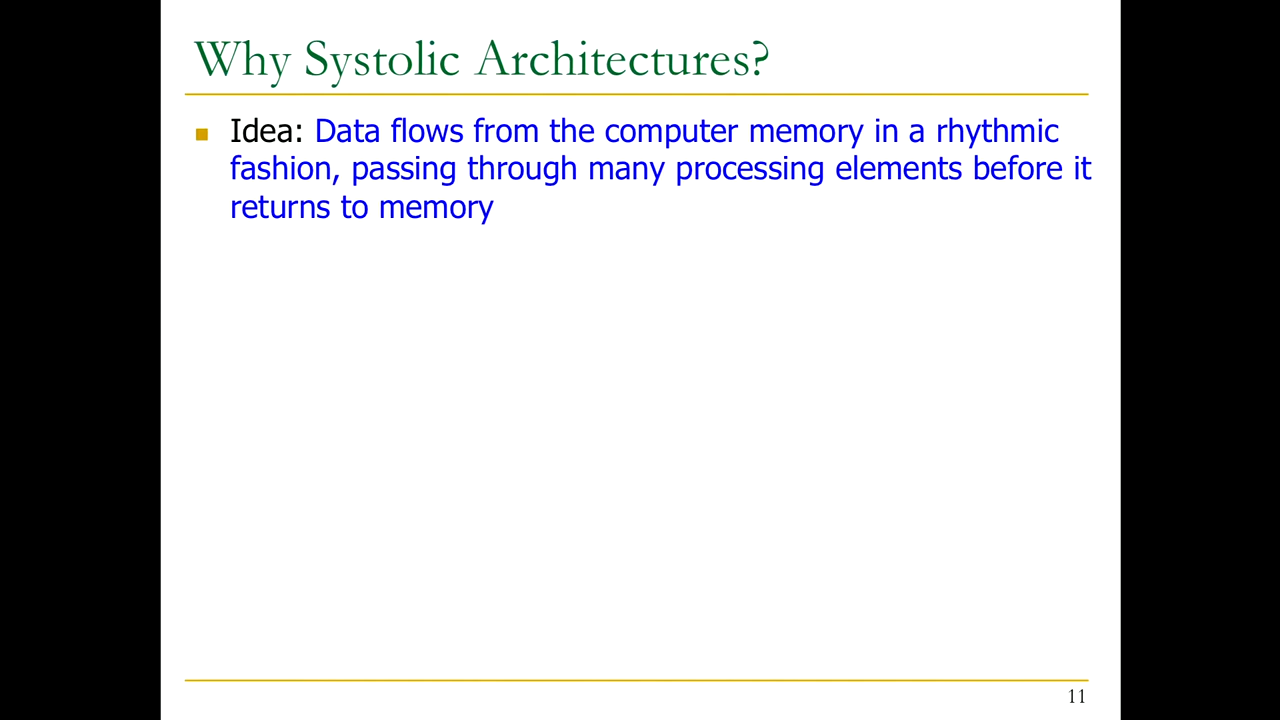 Why Systolic Architectures?
Idea: Data flows from the computer memory in a rhythmic
fashion, passing through many processing elements before it
returns to memory
11